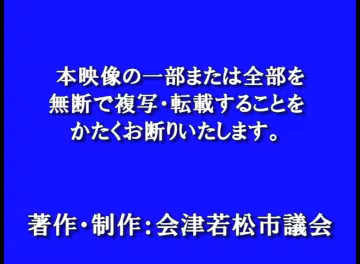 本映像の一部または全部を
無断で複写・転載することを
かたくお断りいたします。
著作・制作：会津若松市議会